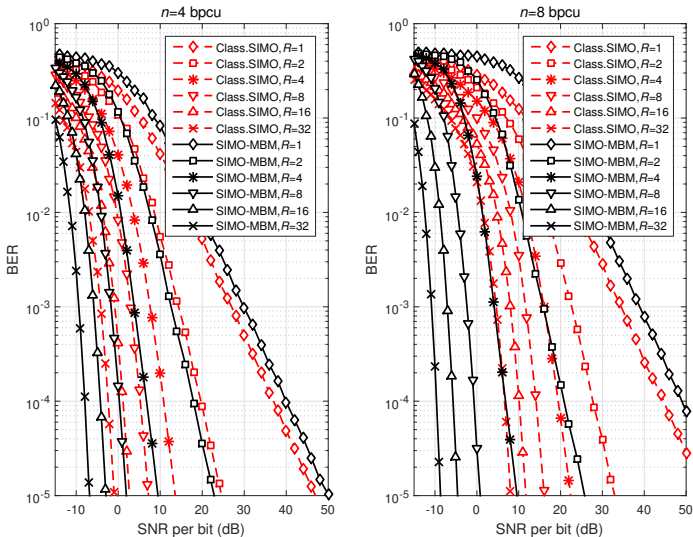 n=4 bpcu
10^0
10^-1
10^-2
10^-3
10^-4
10^-5
BER
-10 0 10 20 30 40 50
SNR per bit (dB)
Class.SIMO, R=1
Class.SIMO, R=2
Class.SIMO, R=4
Class.SIMO, R=8
Class.SIMO, R=16
Class.SIMO, R=32
SIMO-MBM, R=1
SIMO-MBM, R=2
SIMO-MBM, R=4
SIMO-MBM, R=8
SIMO-MBM, R=16
SIMO-MBM, R=32
n=8 bpcu
10^0
10^-1
10^-2
10^-3
10^-4
10^-5
BER
-10 0 10 20 30 40 50
SNR per bit (dB)
Class.SIMO, R=1
Class.SIMO, R=2
Class.SIMO, R=4
Class.SIMO, R=8
Class.SIMO, R=16
Class.SIMO, R=32
SIMO-MBM, R=1
SIMO-MBM, R=2
SIMO-MBM, R=4
SIMO-MBM, R=8
SIMO-MBM, R=16
SIMO-MBM, R=32